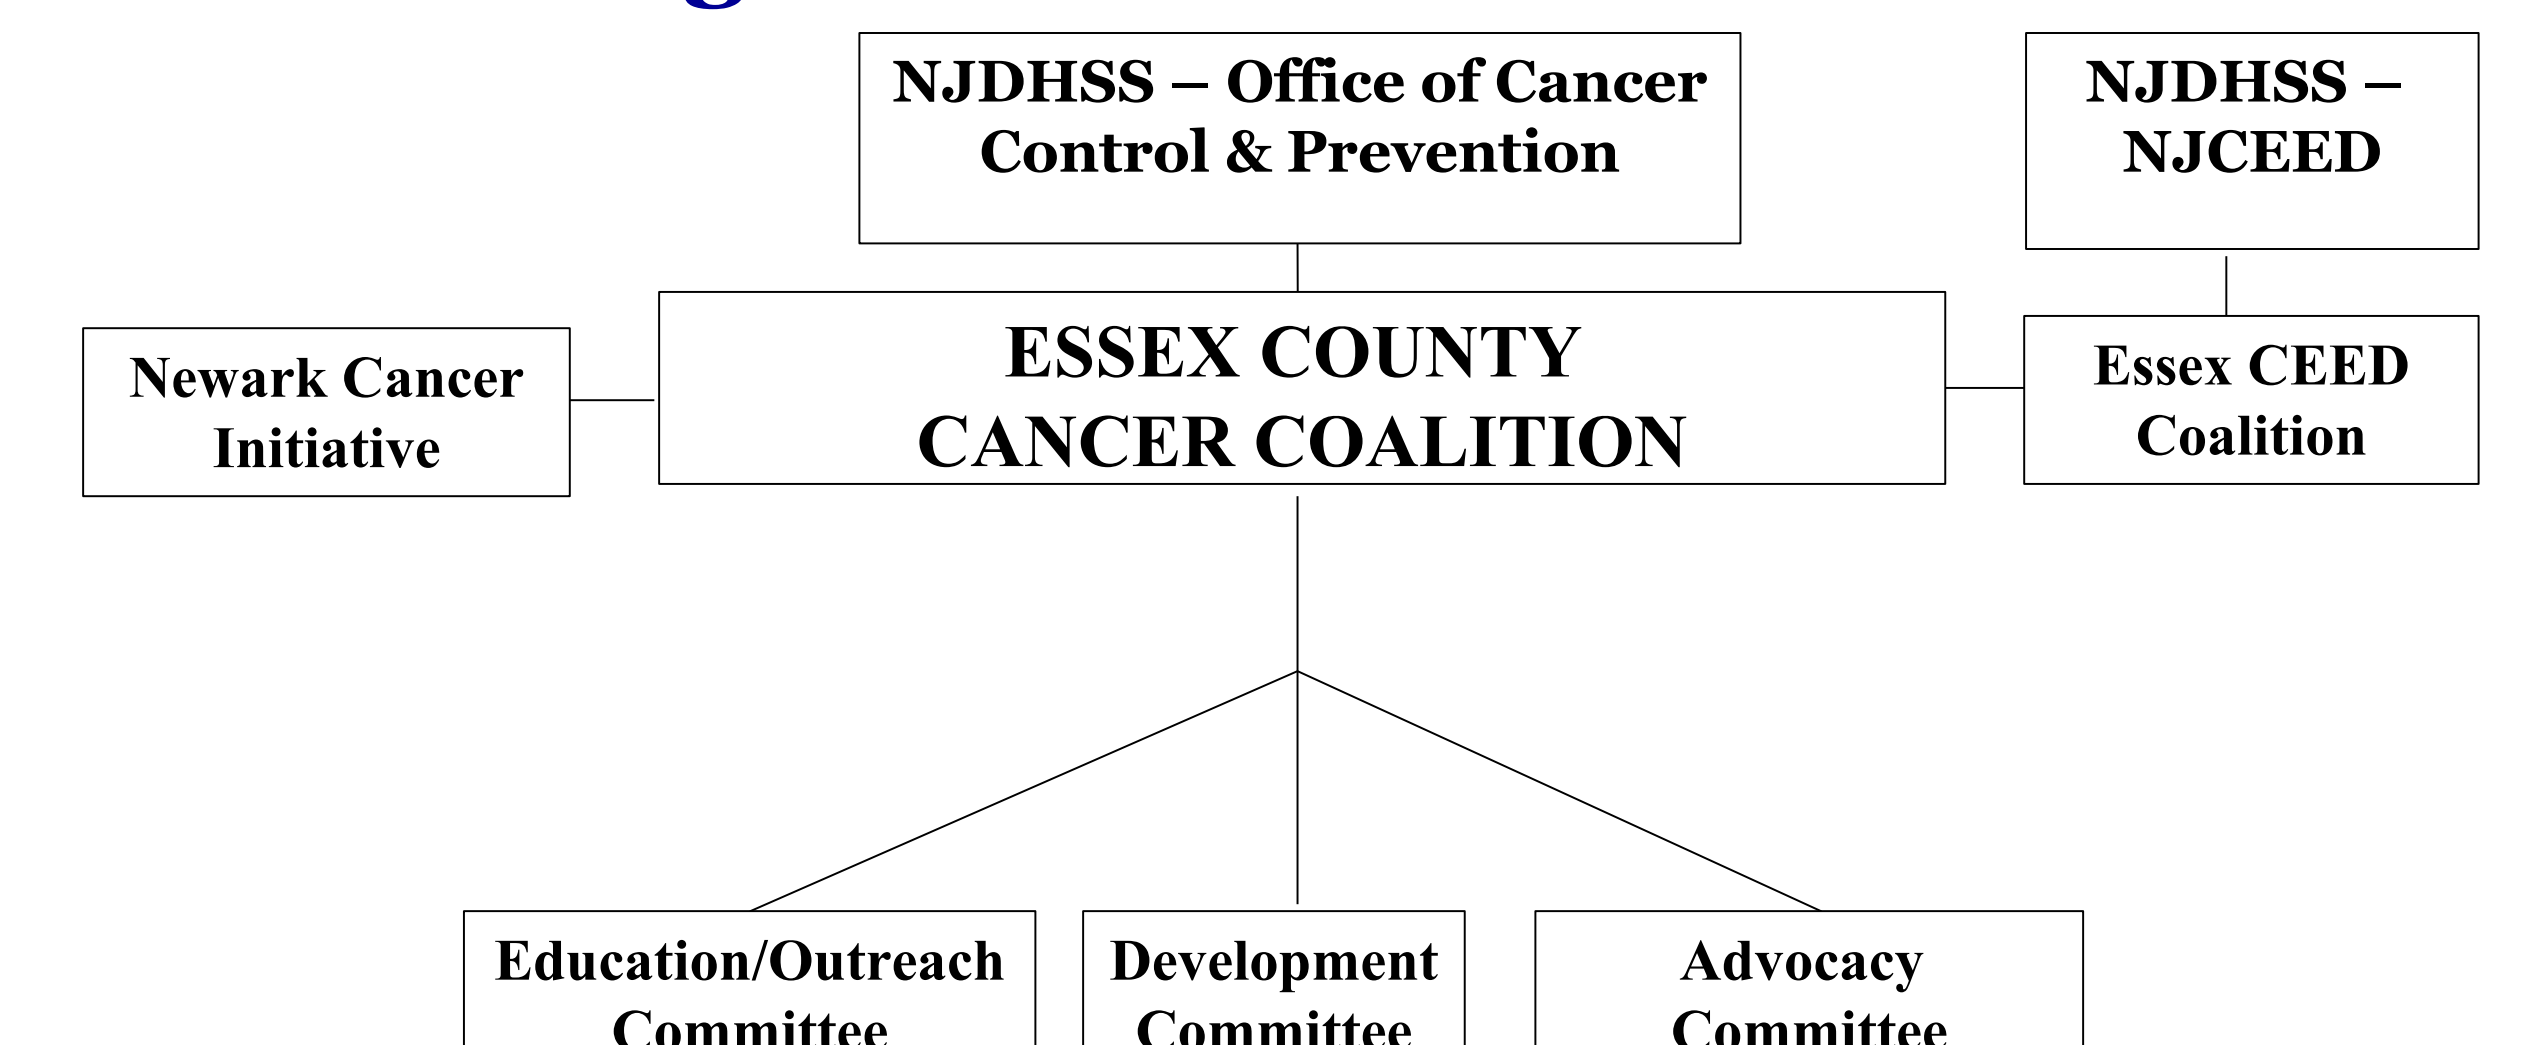 NJDHSS – Office of Cancer
Control & Prevention
NJDHSS –
NJCEED
Newark Cancer
Initiative
ESSEX COUNTY
CANCER COALITION
Essex CEED
Coalition
Education/Outreach
Committee
Development
Committee
Advocacy
Committee